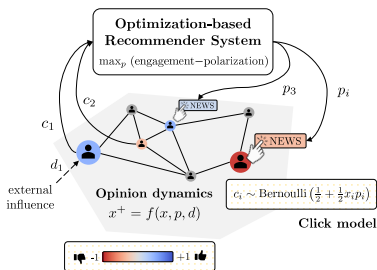 Optimization-based
Recommender System
max_p (engagement−polarization)
c_2
c_1
NEWS
p_3
p_i
NEWS
d_1
external
influence
Opinion dynamics
x^+ = f(x, p, d)
c_i ∼ Bernoulli (1/2 + 1/2 x_i p_i)
Click model
-1
+1